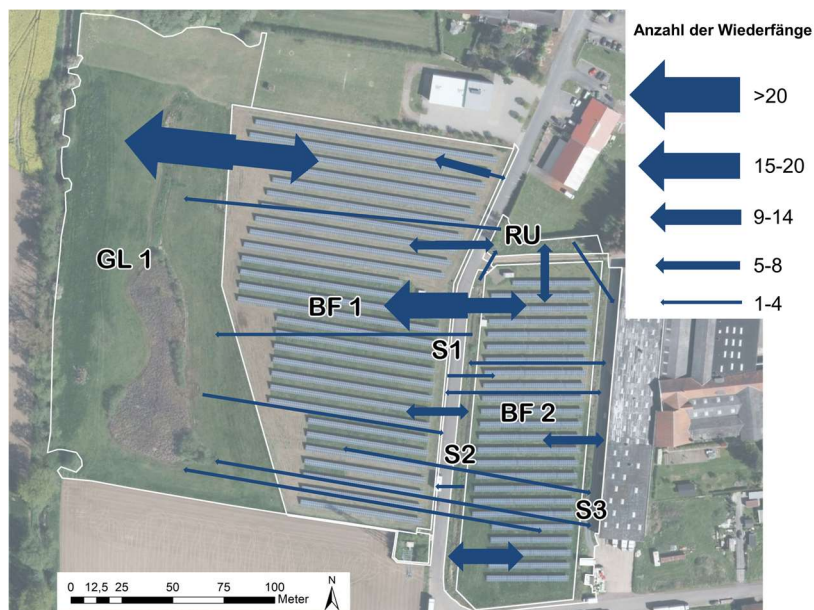 Anzahl der Wiederfänge
>20
15-20
9-14
5-8
1-4
RU
GL 1
BF 1
S1
BF 2
S2
S3
0 12,5 25 50 75 100
Meter
N